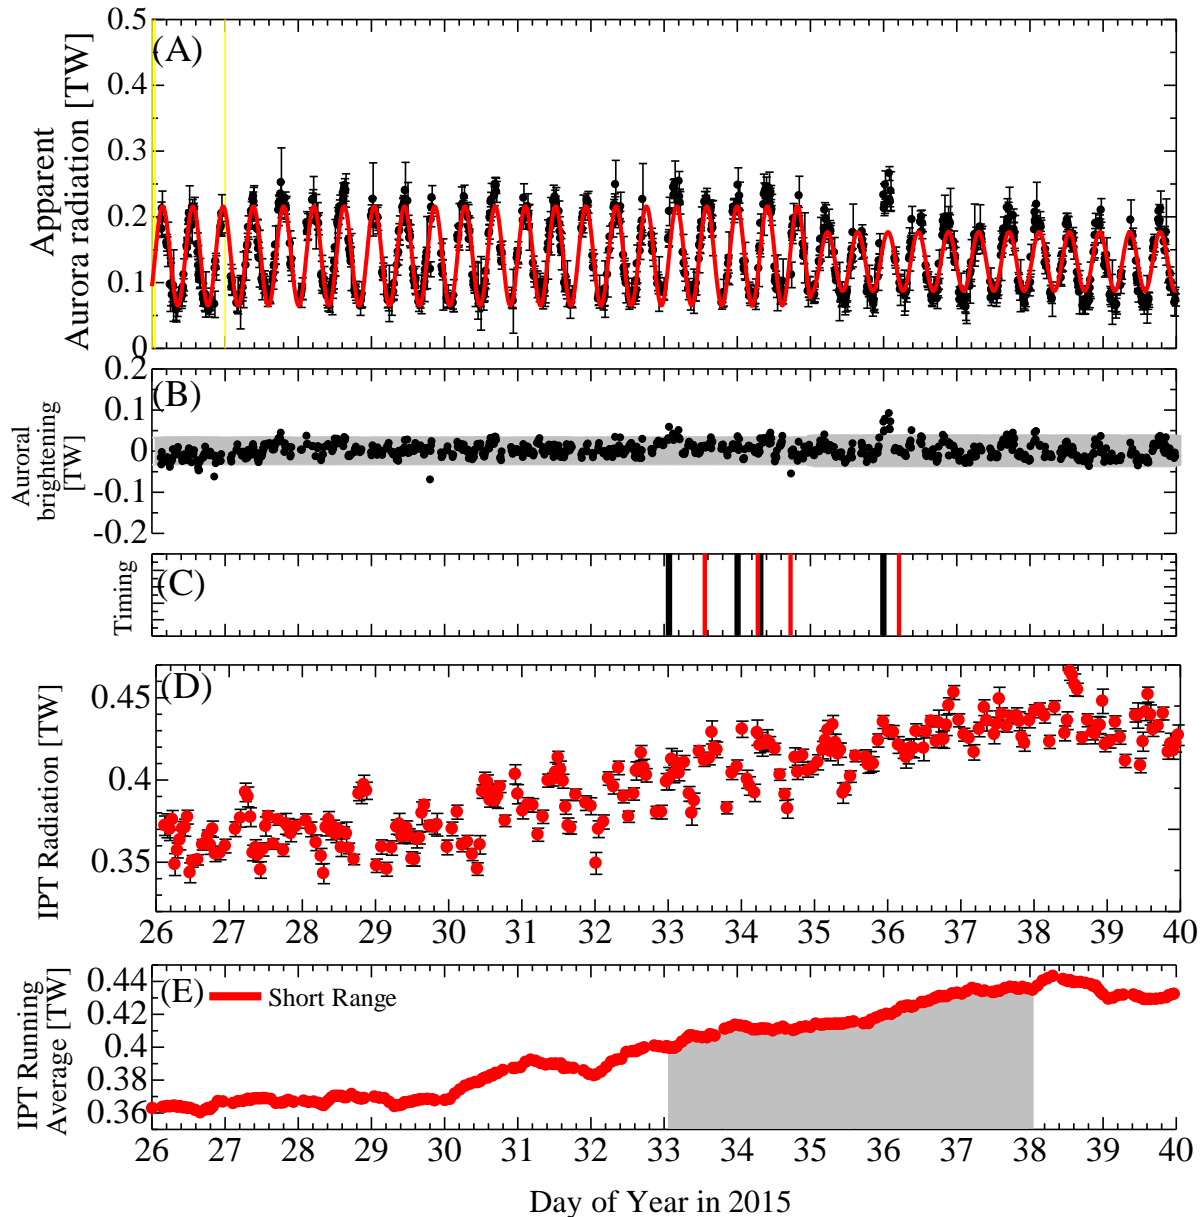 (A)
Apparent
Aurora radiation [TW]
0.5
0.4
0.3
0.2
0.1
0
(B)
Auroral
brightening
[TW]
0.2
0.1
0
-0.1
-0.2
(C)
Timing
(D)
IPT Radiation [TW]
0.45
0.4
0.35
26 27 28 29 30 31 32 33 34 35 36 37 38 39 40
(E)
Short Range
IPT Running
Average [TW]
0.44
0.42
0.4
0.38
0.36
26 27 28 29 30 31 32 33 34 35 36 37 38 39 40
Day of Year in 2015